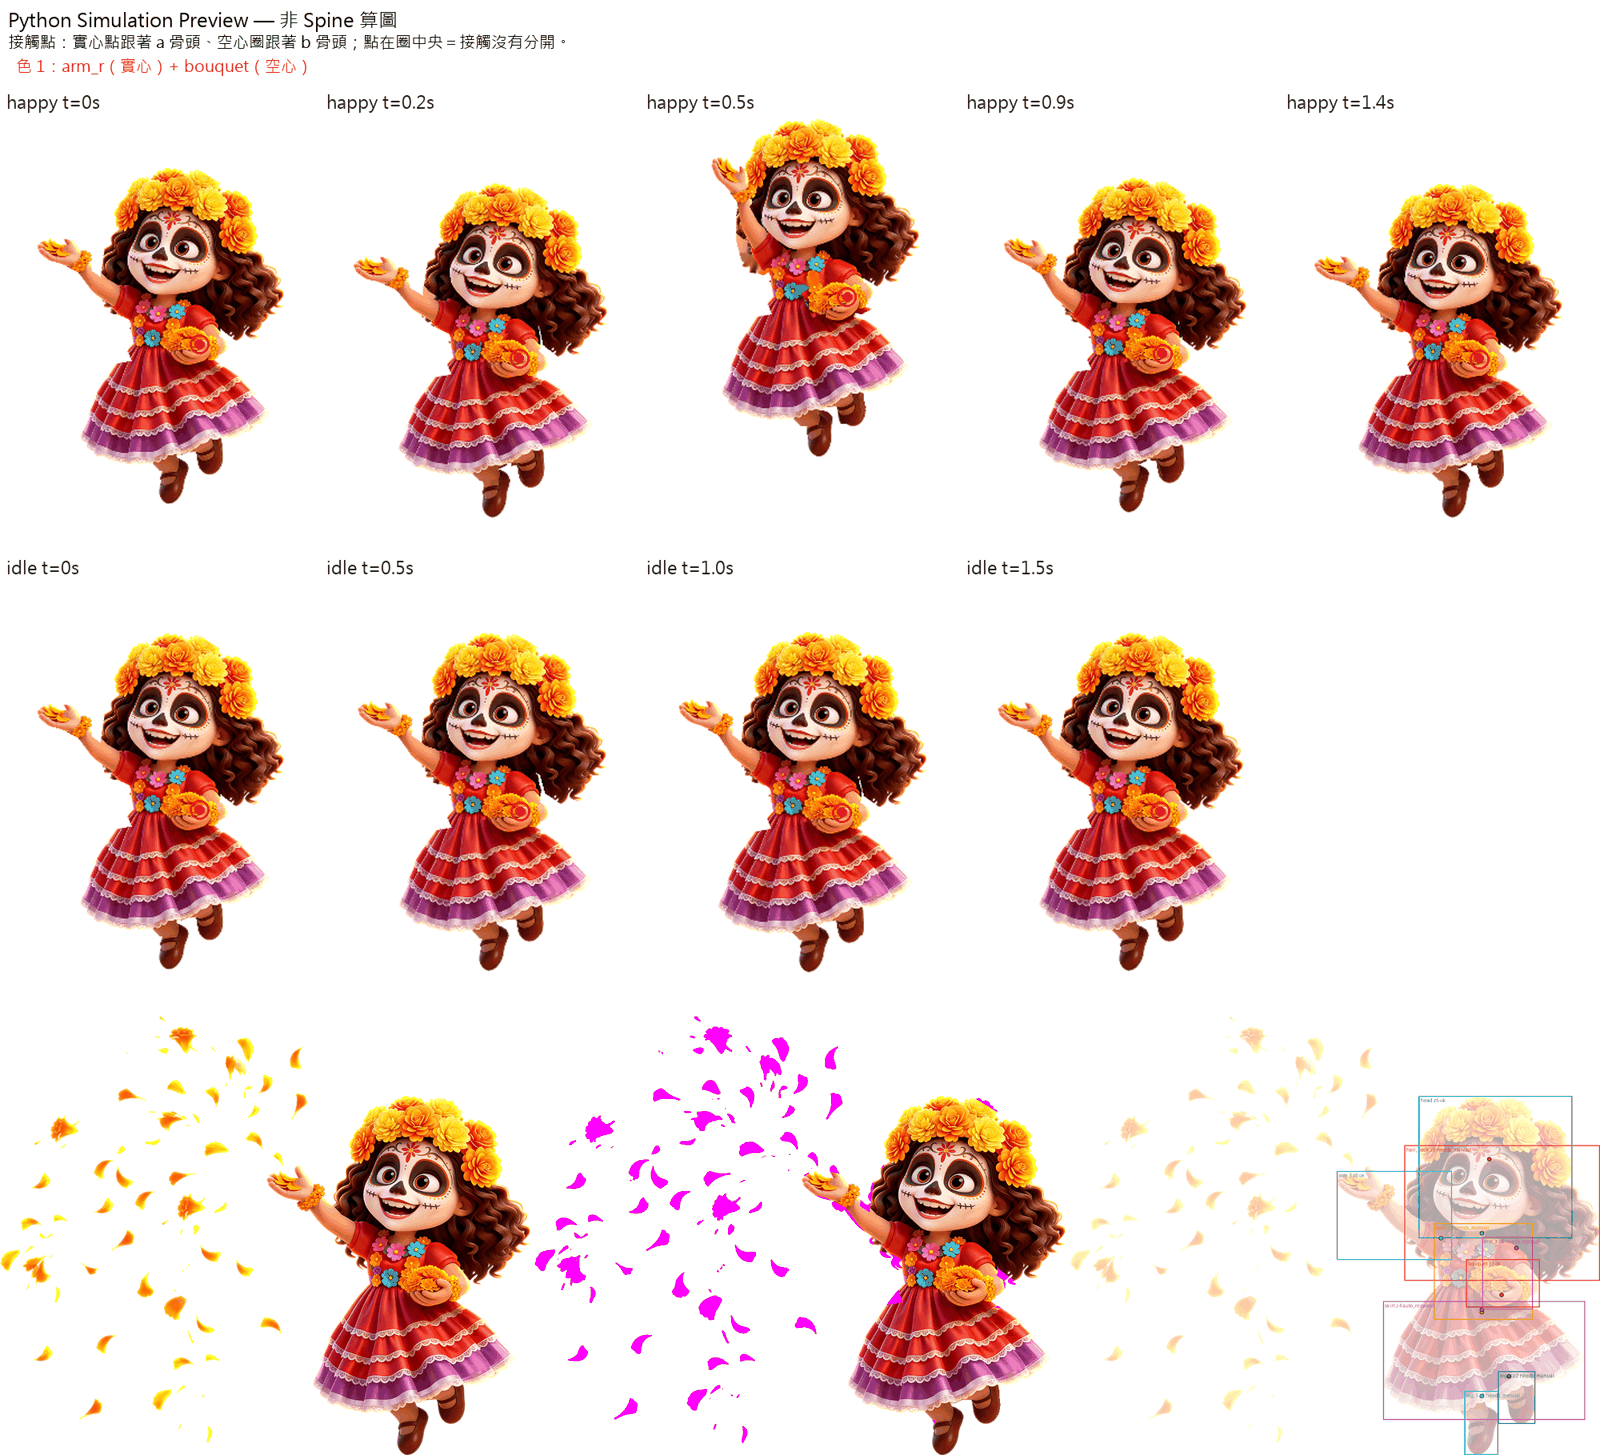 Python Simulation Preview — 非 Spine 算圖
接觸點：實心點跟著 a 骨頭、空心圈跟著 b 骨頭；點在圈中央＝接觸沒有分開。
色 1：arm_r（實心）+ bouquet（空心）
happy t=0s
happy t=0.2s
happy t=0.5s
happy t=0.9s
happy t=1.4s
idle t=0s
idle t=0.5s
idle t=1.0s
idle t=1.5s